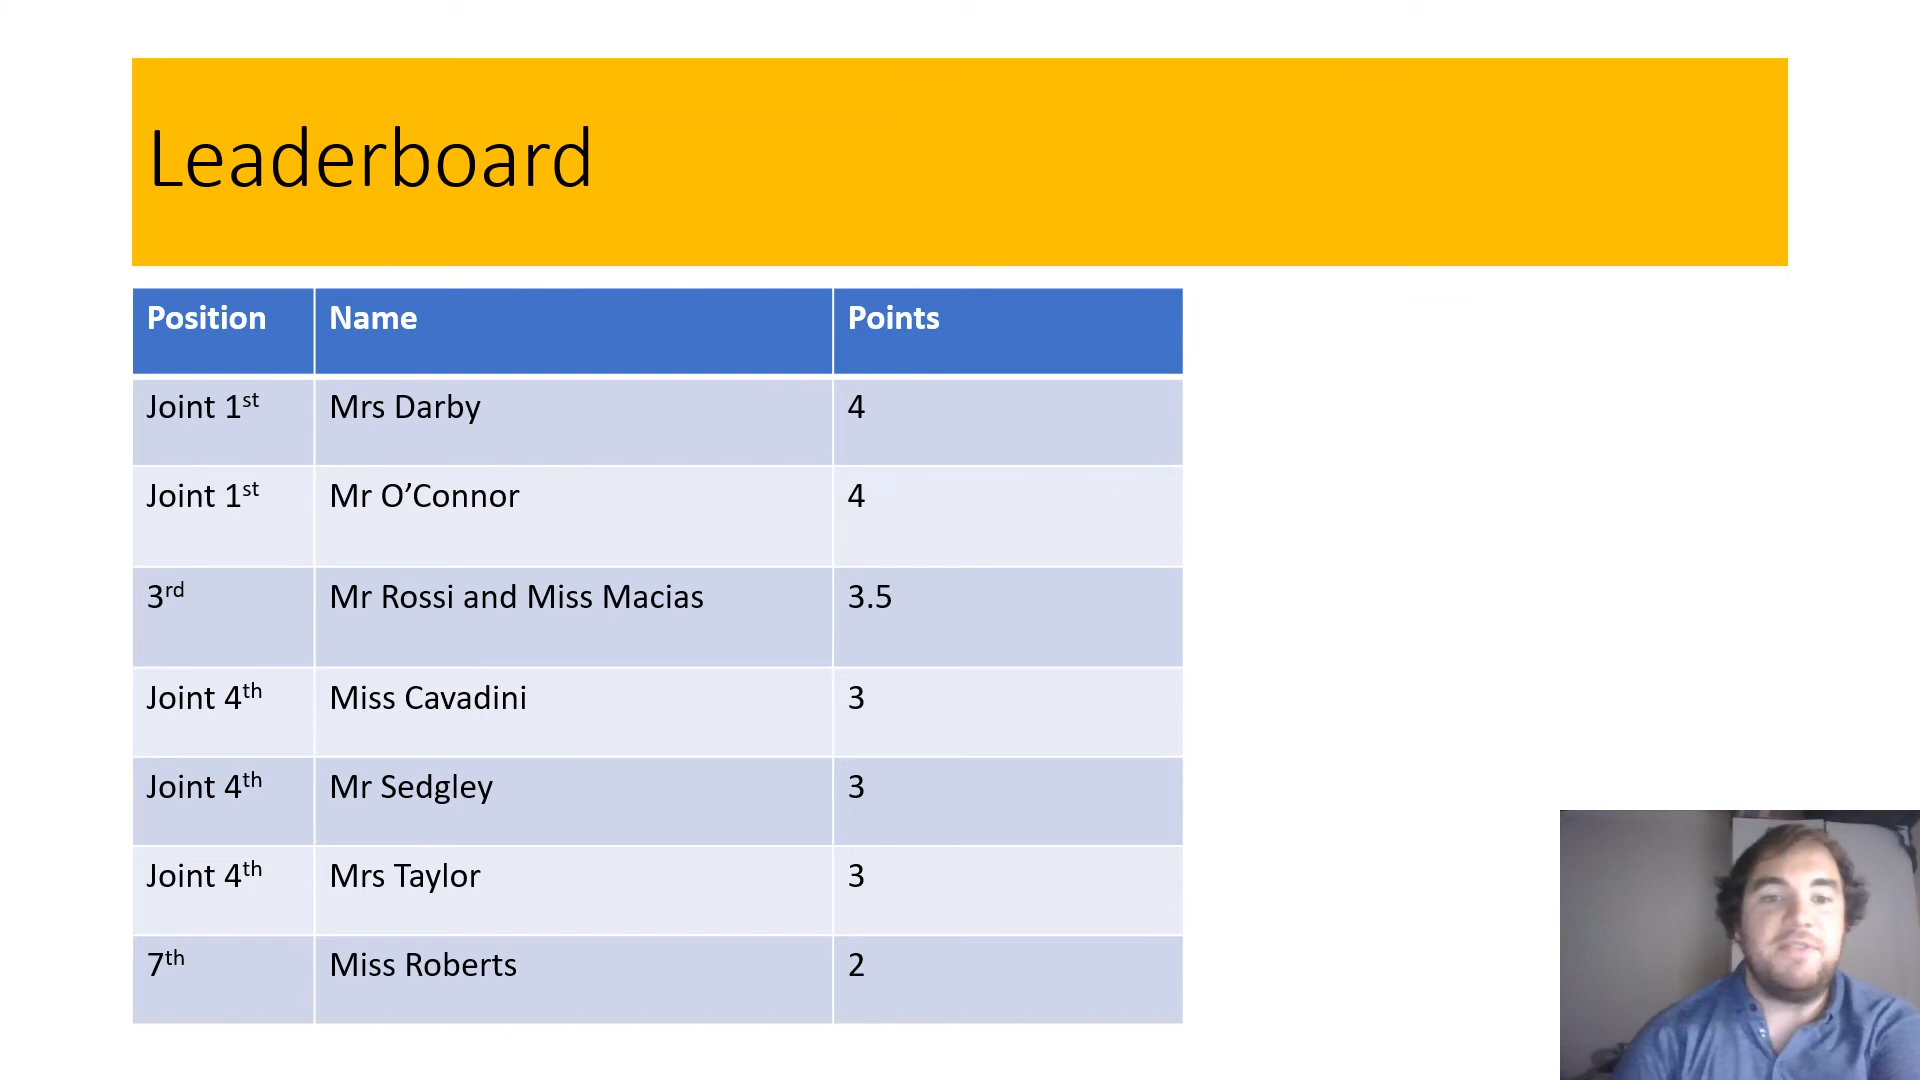 Leaderboard
Position Name Points
Joint 1st Mrs Darby 4
Joint 1st Mr O’Connor 4
3rd Mr Rossi and Miss Macias 3.5
Joint 4th Miss Cavadini 3
Joint 4th Mr Sedgley 3
Joint 4th Mrs Taylor 3
7th Miss Roberts 2